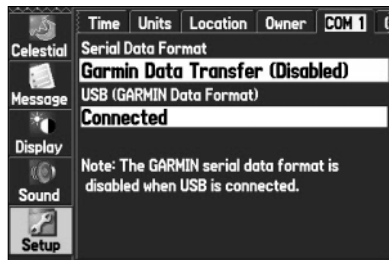 Time Units Location Owner COM 1
Celestial
Message
Display
Sound
Setup
Serial Data Format
Garmin Data Transfer (Disabled)
USB (GARMIN Data Format)
Connected
Note: The GARMIN serial data format is
disabled when USB is connected.